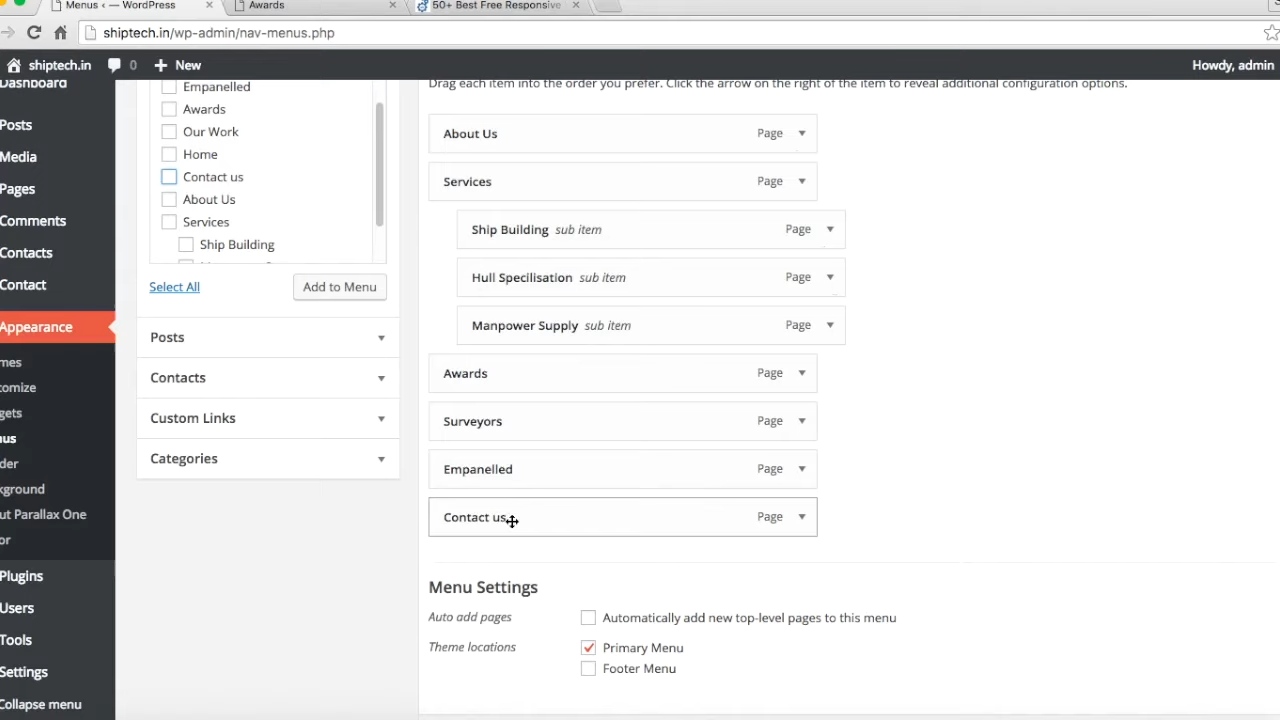 Menus ‹ — WordPress
Awards
50+ Best Free Responsive
shiptech.in/wp-admin/nav-menus.php
shiptech.in
0
+ New
Howdy, admin
Dashboard
Posts
Media
Pages
Comments
Contacts
Contact
Appearance
mes
tomize
gets
nus
der
kground
ut Parallax One
or
Plugins
Users
Tools
Settings
Collapse menu
Empanelled
Awards
Our Work
Home
Contact us
About Us
Services
Ship Building
Select All
Add to Menu
Posts
Contacts
Custom Links
Categories
Drag each item into the order you prefer. Click the arrow on the right of the item to reveal additional configuration options.
About Us Page
Services Page
Ship Building sub item Page
Hull Specilisation sub item Page
Manpower Supply sub item Page
Awards Page
Surveyors Page
Empanelled Page
Contact us Page
Menu Settings
Auto add pages Automatically add new top-level pages to this menu
Theme locations Primary Menu
Footer Menu